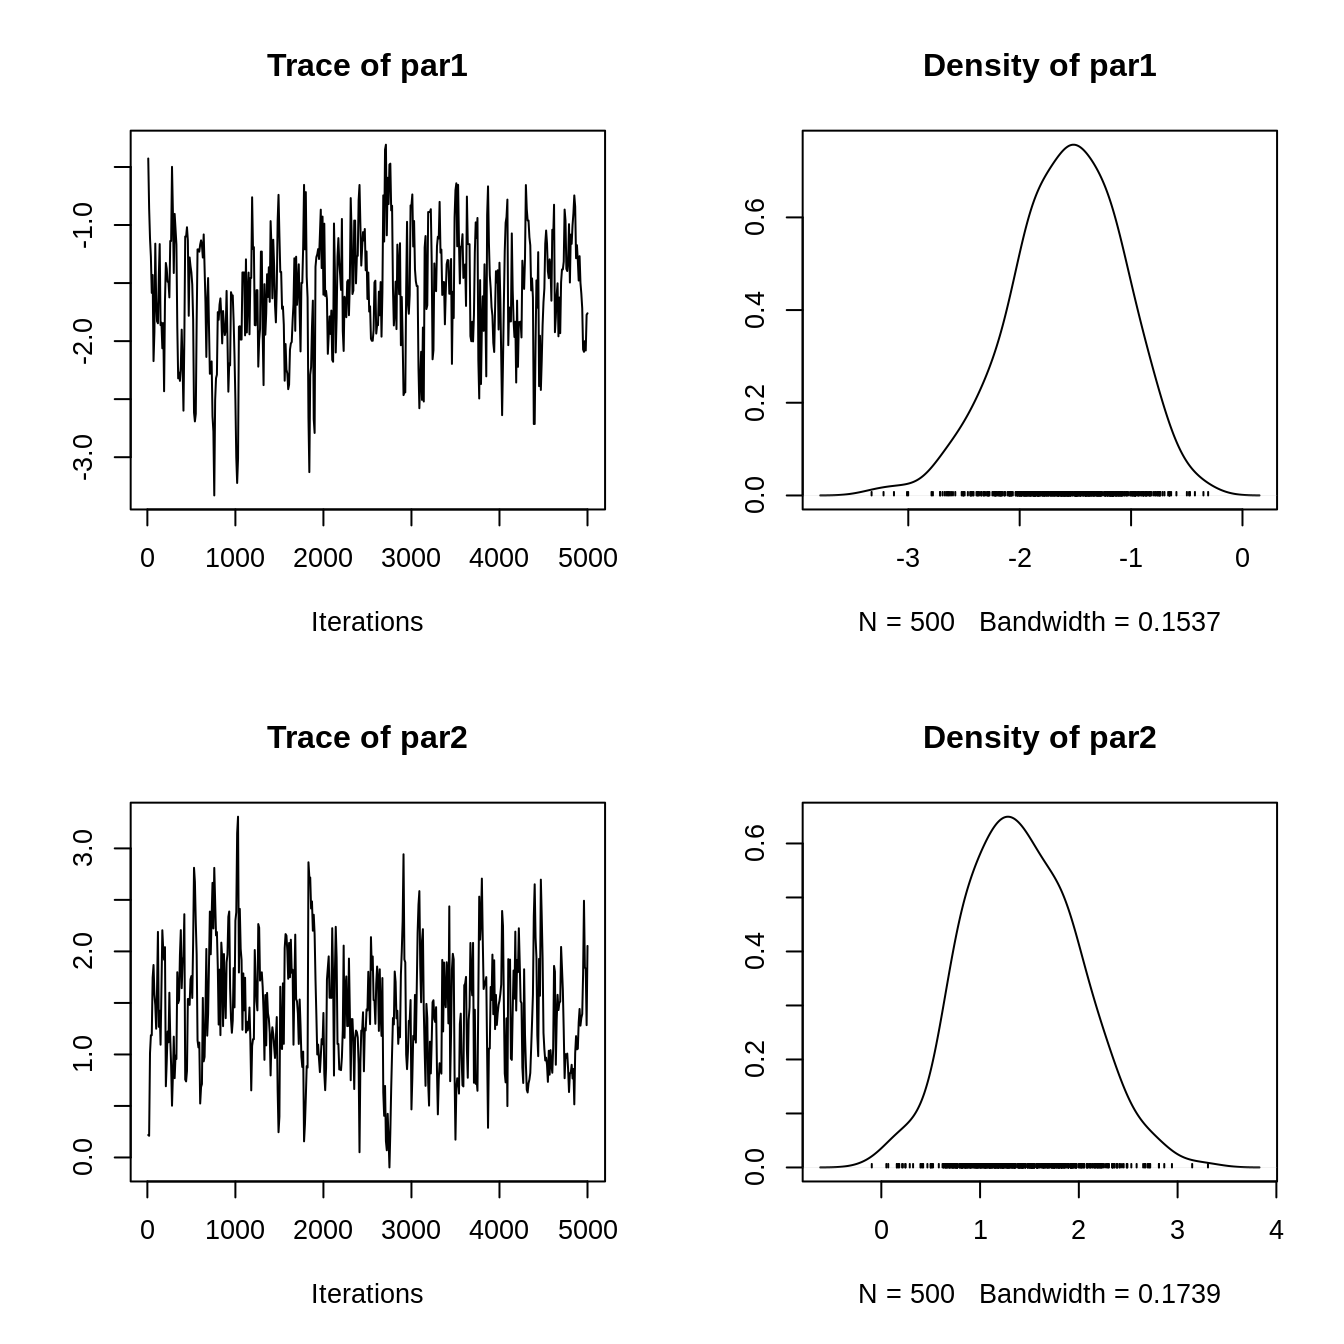 Trace of par1
-1.0
-2.0
-3.0
0 1000 2000 3000 4000 5000
Iterations
Density of par1
0.6
0.4
0.2
0.0
-3 -2 -1 0
N = 500 Bandwidth = 0.1537
Trace of par2
3.0
2.0
1.0
0.0
0 1000 2000 3000 4000 5000
Iterations
Density of par2
0.6
0.4
0.2
0.0
0 1 2 3 4
N = 500 Bandwidth = 0.1739